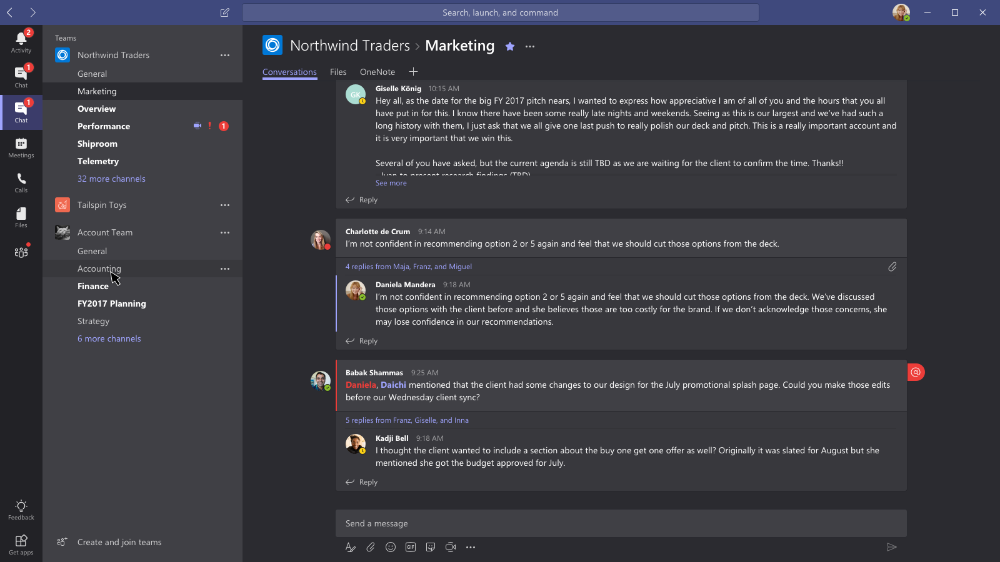 Search, launch, and command
2
Activity
1
Chat
1
Chat
Meetings
Calls
Files
Feedback
Get apps
Teams
Northwind Traders
General
Marketing
Overview
Performance ! 1
Shiproom
Telemetry
32 more channels
Tailspin Toys
Account Team
General
Accounting
Finance
FY2017 Planning
Strategy
6 more channels
Create and join teams
Northwind Traders > Marketing
Conversations Files OneNote
GK
Giselle König 10:15 AM
Hey all, as the date for the big FY 2017 pitch nears, I wanted to express how appreciative I am of all of you and the hours that you all
have put in for this. I know there have been some really late nights and weekends. Seeing as this is our largest and we’ve had such a
long history with them, I just ask that we all give one last push to really polish our deck and pitch. This is a really important account and
it is very important that we win this.
Several of you have asked, but the current agenda is still TBD as we are waiting for the client to confirm the time. Thanks!!
Ivan to present research findings (TBD)
See more
Reply
Charlotte de Crum 9:14 AM
I’m not confident in recommending option 2 or 5 again and feel that we should cut those options from the deck.
4 replies from Maja, Franz, and Miguel
Daniela Mandera 9:18 AM
I’m not confident in recommending option 2 or 5 again and feel that we should cut those options from the deck. We’ve discussed
those options with the client before and she believes those are too costly for the brand. If we don’t acknowledge those concerns, she
may lose confidence in our recommendations.
Reply
Babak Shammas 9:25 AM
@
Daniela, Daichi mentioned that the client had some changes to our design for the July promotional splash page. Could you make those edits
before our Wednesday client sync?
5 replies from Franz, Giselle, and Inna
Kadji Bell 9:18 AM
I thought the client wanted to include a section about the buy one get one offer as well? Originally it was slated for August but she
mentioned she got the budget approved for July.
Reply
Send a message
GIF